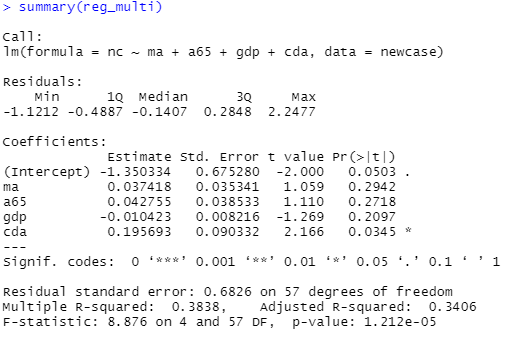 > summary(reg_multi)
Call:
lm(formula = nc ~ ma + a65 + gdp + cda, data = newcase)
Residuals:
Min 1Q Median 3Q Max
-1.1212 -0.4887 -0.1407 0.2848 2.2477
Coefficients:
Estimate Std. Error t value Pr(>|t|)
(Intercept) -1.350334 0.675280 -2.000 0.0503 .
ma 0.037418 0.035341 1.059 0.2942
a65 0.042755 0.038533 1.110 0.2718
gdp -0.010423 0.008216 -1.269 0.2097
cda 0.195693 0.090332 2.166 0.0345 *
---
Signif. codes: 0 ‘***’ 0.001 ‘**’ 0.01 ‘*’ 0.05 ‘.’ 0.1 ‘ ’ 1
Residual standard error: 0.6826 on 57 degrees of freedom
Multiple R-squared: 0.3838, Adjusted R-squared: 0.3406
F-statistic: 8.876 on 4 and 57 DF, p-value: 1.212e-05